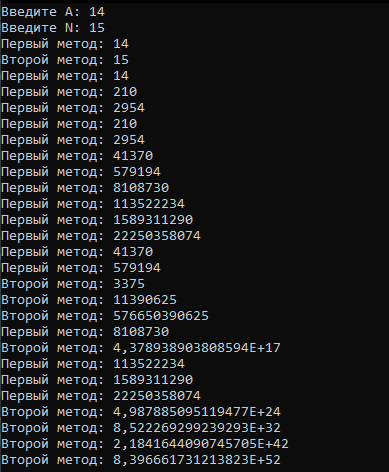 Введите A: 14
Введите N: 15
Первый метод: 14
Второй метод: 15
Первый метод: 14
Первый метод: 210
Первый метод: 2954
Первый метод: 210
Первый метод: 2954
Первый метод: 41370
Первый метод: 579194
Первый метод: 8108730
Первый метод: 113522234
Первый метод: 1589311290
Первый метод: 22250358074
Первый метод: 41370
Первый метод: 579194
Второй метод: 3375
Второй метод: 11390625
Второй метод: 576650390625
Первый метод: 8108730
Второй метод: 4,378938903808594E+17
Первый метод: 113522234
Первый метод: 1589311290
Первый метод: 22250358074
Второй метод: 4,987885095119477E+24
Второй метод: 8,522269299239293E+32
Второй метод: 2,1841644090745705E+42
Второй метод: 8,396661731213823E+52